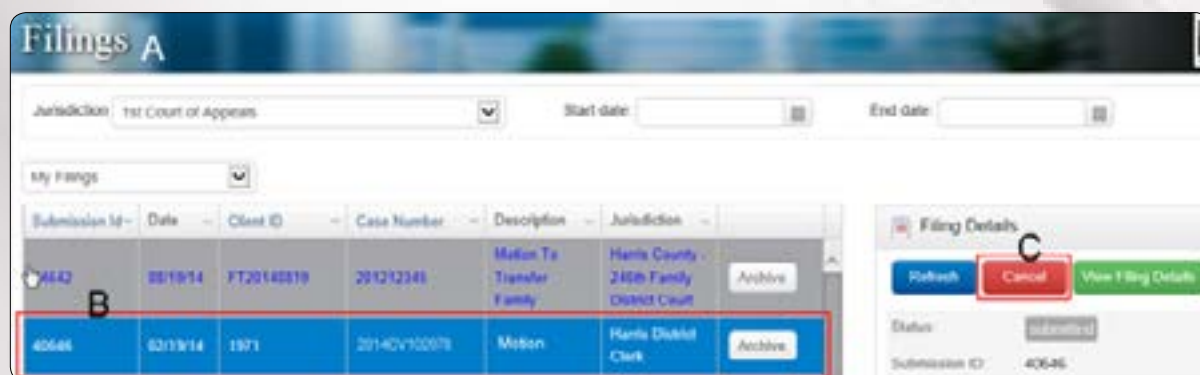 Filings A
Jurisdiction 1st Court of Appeals Start date End date
My Filings
Submission Id Date Client ID Case Number Description Jurisdiction
Filing Details
C
Refresh Cancel View Filing Details
Motion To Transfer Family
Harris County - 246th Family District Court
08/19/14 FT20140819 201212345 Archive
B
40646 02/19/14 1971 Motion Harris District Clerk Archive
Status submitted
Submission ID 40646